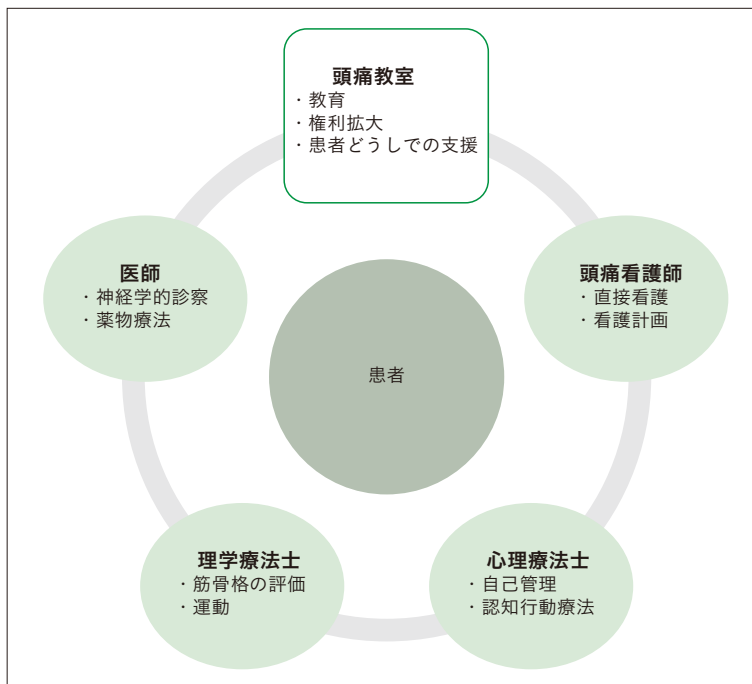 頭痛教室
・教育
・権利拡大
・患者どうしでの支援
医師
・神経学的診察
・薬物療法
頭痛看護師
・直接看護
・看護計画
患者
理学療法士
・筋骨格の評価
・運動
心理療法士
・自己管理
・認知行動療法